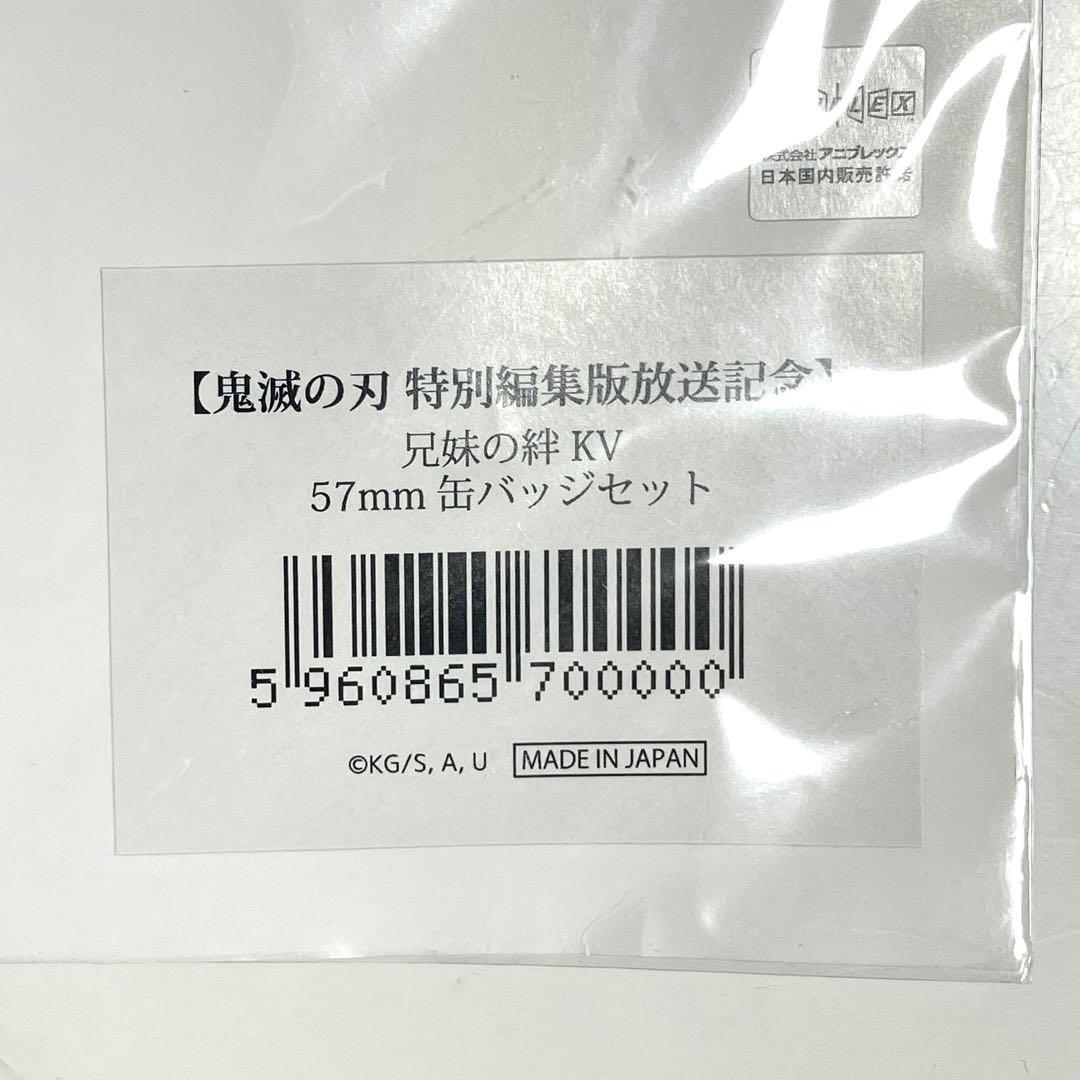 LEX
株式会社アニプレックス
日本国内販売許諾
【鬼滅の刃 特別編集版放送記念】
兄妹の絆 KV
57mm 缶バッジセット
5 960865 700000
©KG/S, A, U MADE IN JAPAN